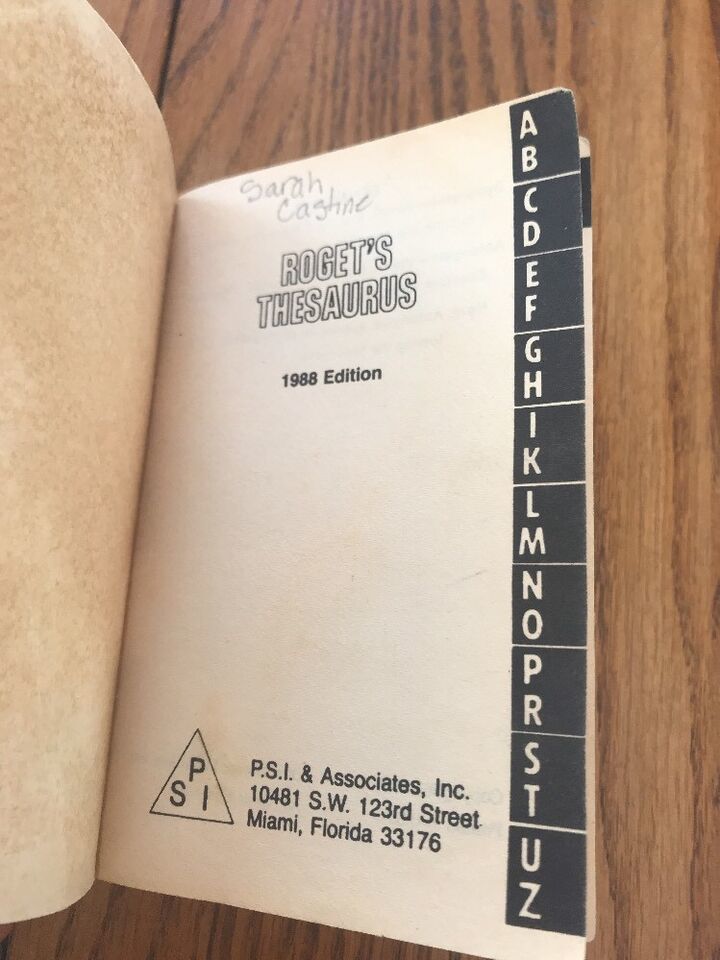 Sarah
Castine
ROGET'S
THESAURUS
1988 Edition
P
S I
P.S.I. & Associates, Inc.
10481 S.W. 123rd Street
Miami, Florida 33176
A
B
C
D
E
F
G
H
I
K
L
M
N
O
P
R
S
T
U
Z